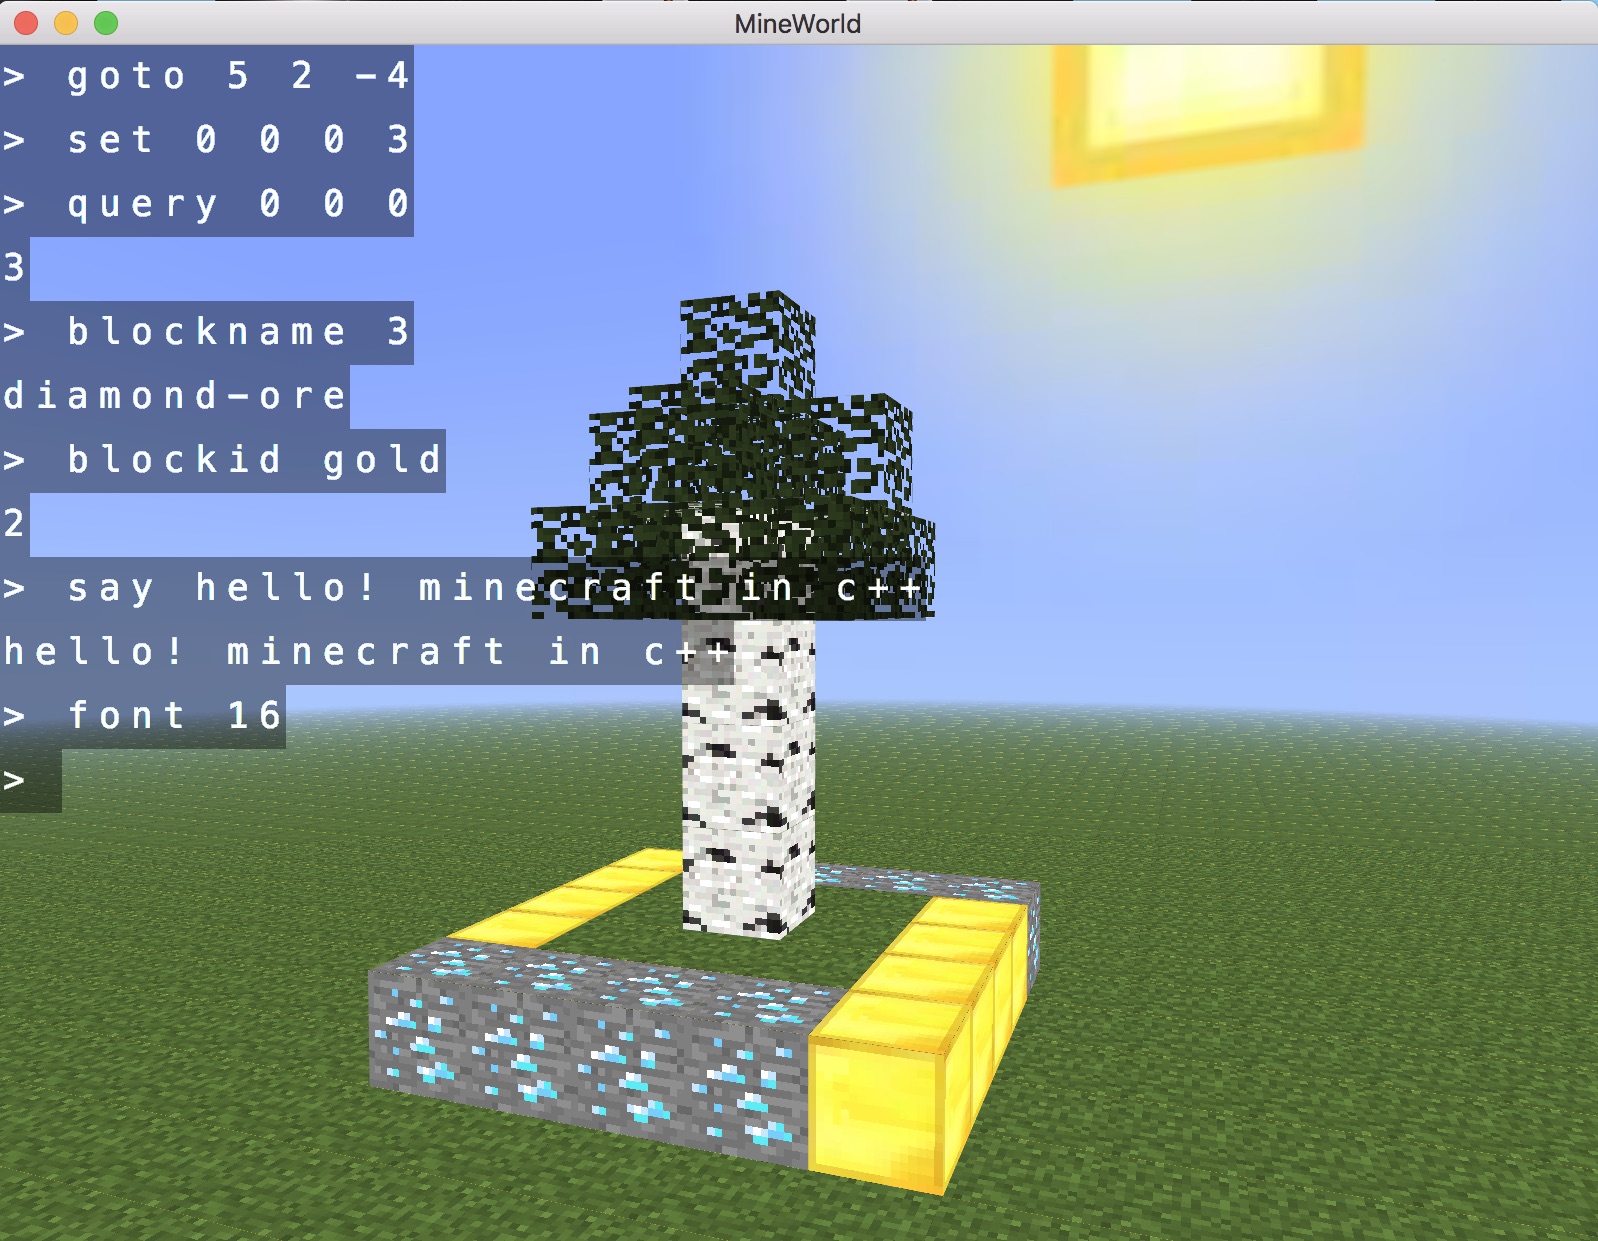 MineWorld
> goto 5 2 -4
> set 0 0 0 3
> query 0 0 0
3
> blockname 3
diamond-ore
> blockid gold
2
> say hello! minecraft in c++
hello! minecraft in c++
> font 16
>